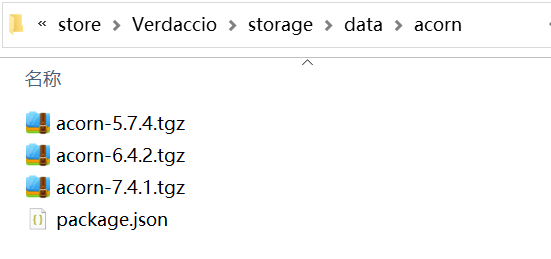 « store > Verdaccio > storage > data > acorn
名称
acorn-5.7.4.tgz
acorn-6.4.2.tgz
acorn-7.4.1.tgz
package.json